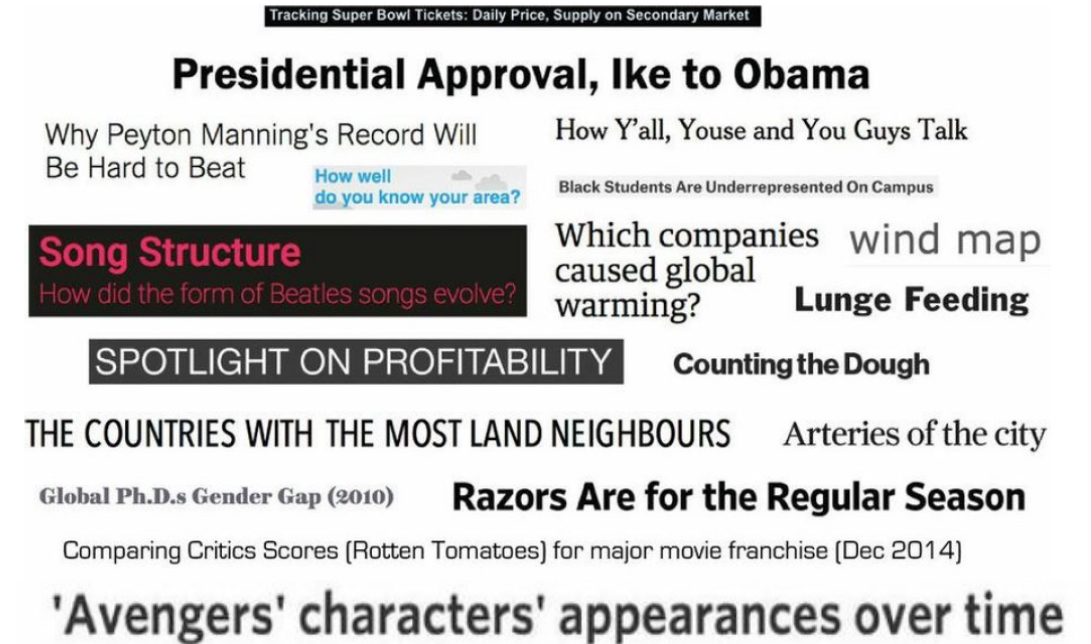 Tracking Super Bowl Tickets: Daily Price, Supply on Secondary Market
Presidential Approval, Ike to Obama
Why Peyton Manning's Record Will
Be Hard to Beat
How Y'all, Youse and You Guys Talk
How well
do you know your area?
Black Students Are Underrepresented On Campus
Song Structure
How did the form of Beatles songs evolve?
Which companies
caused global
warming?
wind map
Lunge Feeding
SPOTLIGHT ON PROFITABILITY
Counting the Dough
THE COUNTRIES WITH THE MOST LAND NEIGHBOURS
Arteries of the city
Global Ph.D.s Gender Gap (2010)
Razors Are for the Regular Season
Comparing Critics Scores (Rotten Tomatoes) for major movie franchise (Dec 2014)
'Avengers' characters' appearances over time